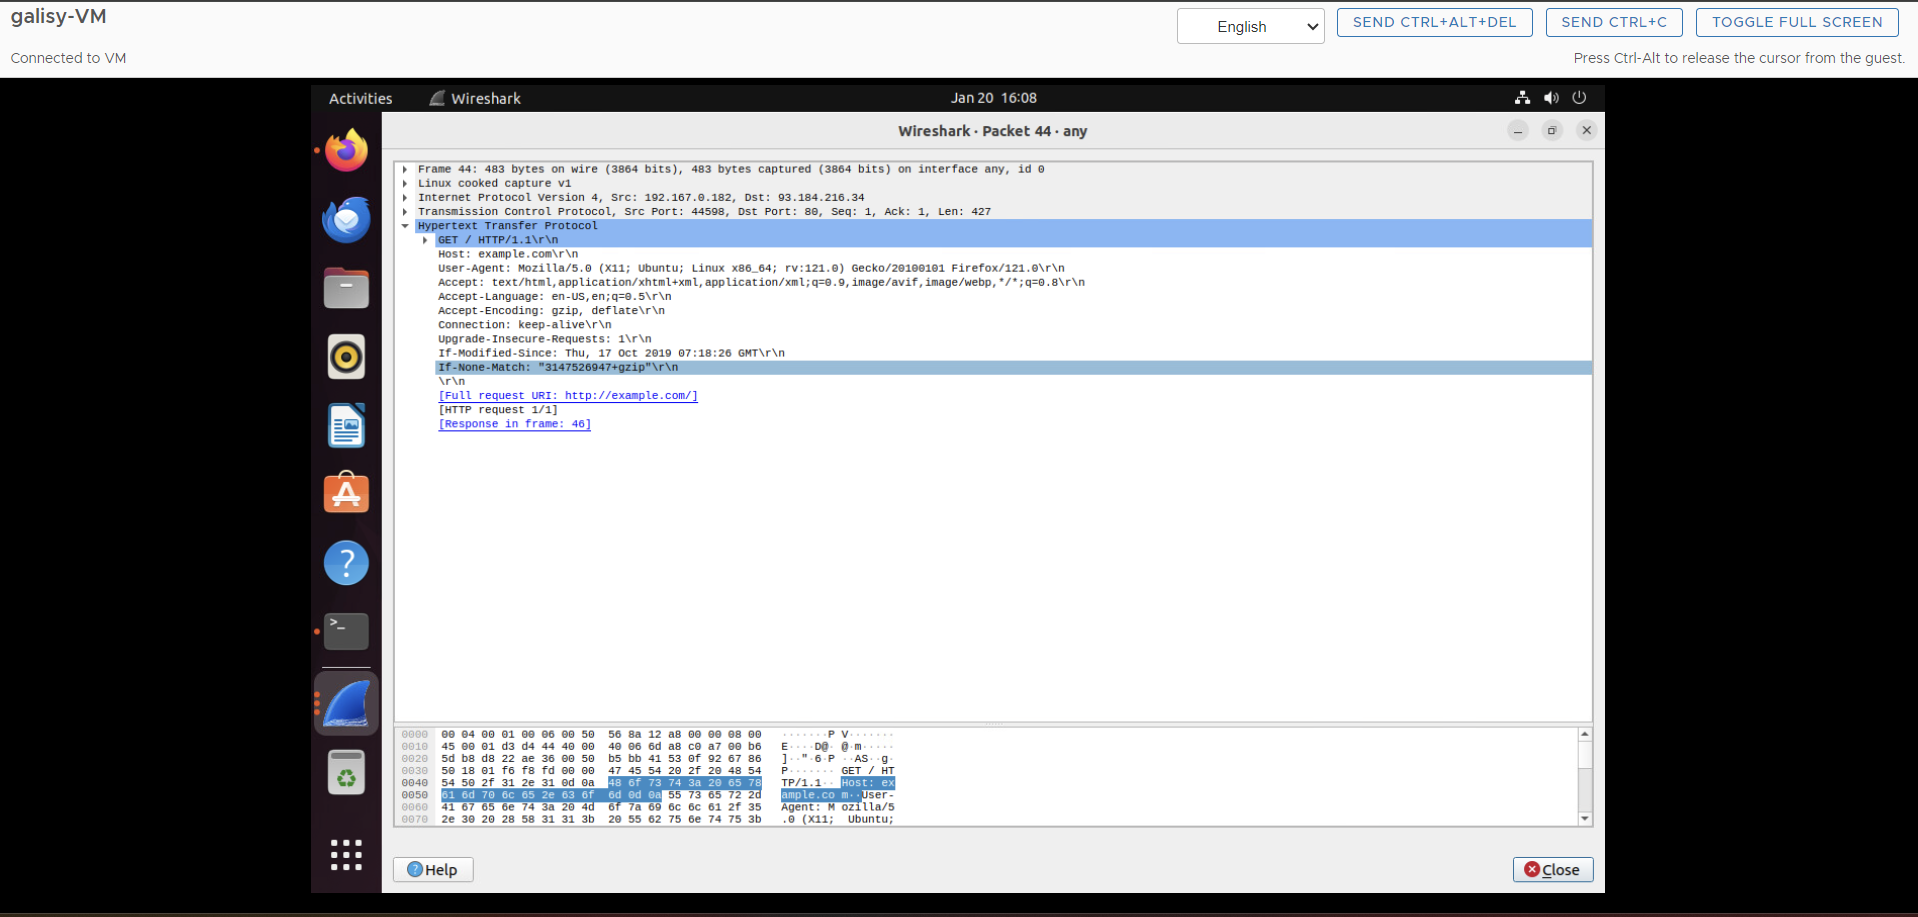 galisy-VM
English
SEND CTRL+ALT+DEL
SEND CTRL+C
TOGGLE FULL SCREEN
Connected to VM
Press Ctrl-Alt to release the cursor from the guest.
Activities
Wireshark
Jan 20 16:08
Wireshark · Packet 44 · any
Frame 44: 483 bytes on wire (3864 bits), 483 bytes captured (3864 bits) on interface any, id 0
Linux cooked capture v1
Internet Protocol Version 4, Src: 192.167.0.182, Dst: 93.184.216.34
Transmission Control Protocol, Src Port: 44598, Dst Port: 80, Seq: 1, Ack: 1, Len: 427
Hypertext Transfer Protocol
GET / HTTP/1.1\r\n
Host: example.com\r\n
User-Agent: Mozilla/5.0 (X11; Ubuntu; Linux x86_64; rv:121.0) Gecko/20100101 Firefox/121.0\r\n
Accept: text/html,application/xhtml+xml,application/xml;q=0.9,image/avif,image/webp,*/*;q=0.8\r\n
Accept-Language: en-US,en;q=0.5\r\n
Accept-Encoding: gzip, deflate\r\n
Connection: keep-alive\r\n
Upgrade-Insecure-Requests: 1\r\n
If-Modified-Since: Thu, 17 Oct 2019 07:18:26 GMT\r\n
If-None-Match: "3147526947+gzip"\r\n
\r\n
[Full request URI: http://example.com/]
[HTTP request 1/1]
[Response in frame: 46]
0000 00 04 00 01 00 06 00 50 56 8a 12 a8 00 00 08 00 ·······P V·······
0010 45 00 01 d3 d4 44 40 00 40 06 6d a8 c0 a7 00 b6 E····D@· @·m·····
0020 5d b8 d8 22 ae 36 00 50 b5 bb 41 53 0f 92 67 86 ]··"·6·P ··AS··g·
0030 50 18 01 f6 f8 fd 00 00 47 45 54 20 2f 20 48 54 P······· GET / HT
0040 54 50 2f 31 2e 31 0d 0a 48 6f 73 74 3a 20 65 78 TP/1.1·· Host: ex
0050 61 6d 70 6c 65 2e 63 6f 6d 0d 0a 55 73 65 72 2d ample.co m··User-
0060 41 67 65 6e 74 3a 20 4d 6f 7a 69 6c 6c 61 2f 35 Agent: M ozilla/5
0070 2e 30 20 28 58 31 31 3b 20 55 62 75 6e 74 75 3b .0 (X11; Ubuntu;
Help
Close